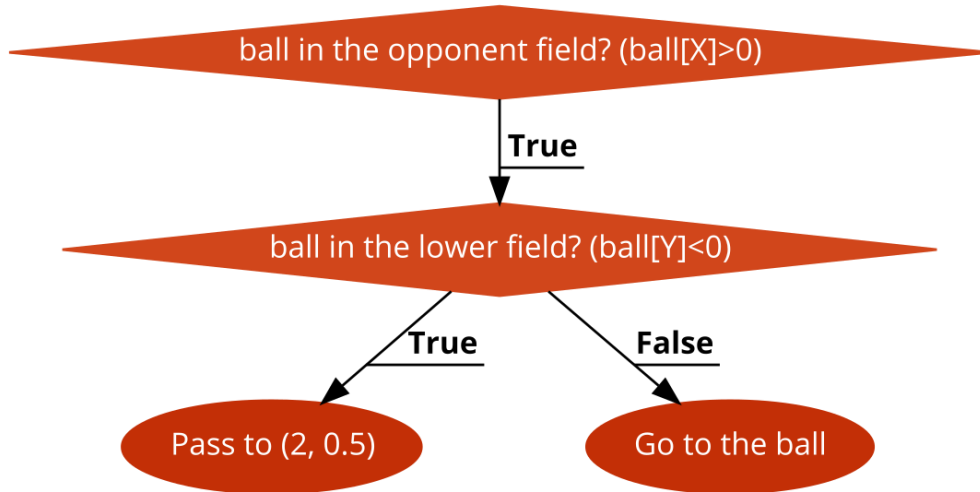 ball in the opponent field? (ball[X]>0)
True
ball in the lower field? (ball[Y]<0)
True
False
Pass to (2, 0.5)
Go to the ball